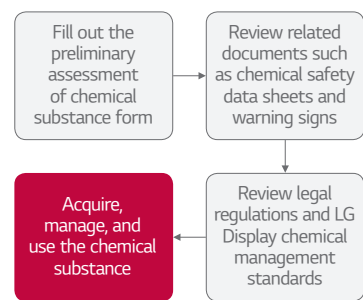 Fill out the
preliminary
assessment
of chemical
substance form
Review related
documents such
as chemical safety
data sheets and
warning signs
Review legal
regulations and LG
Display chemical
management
standards
Acquire,
manage, and
use the chemical
substance